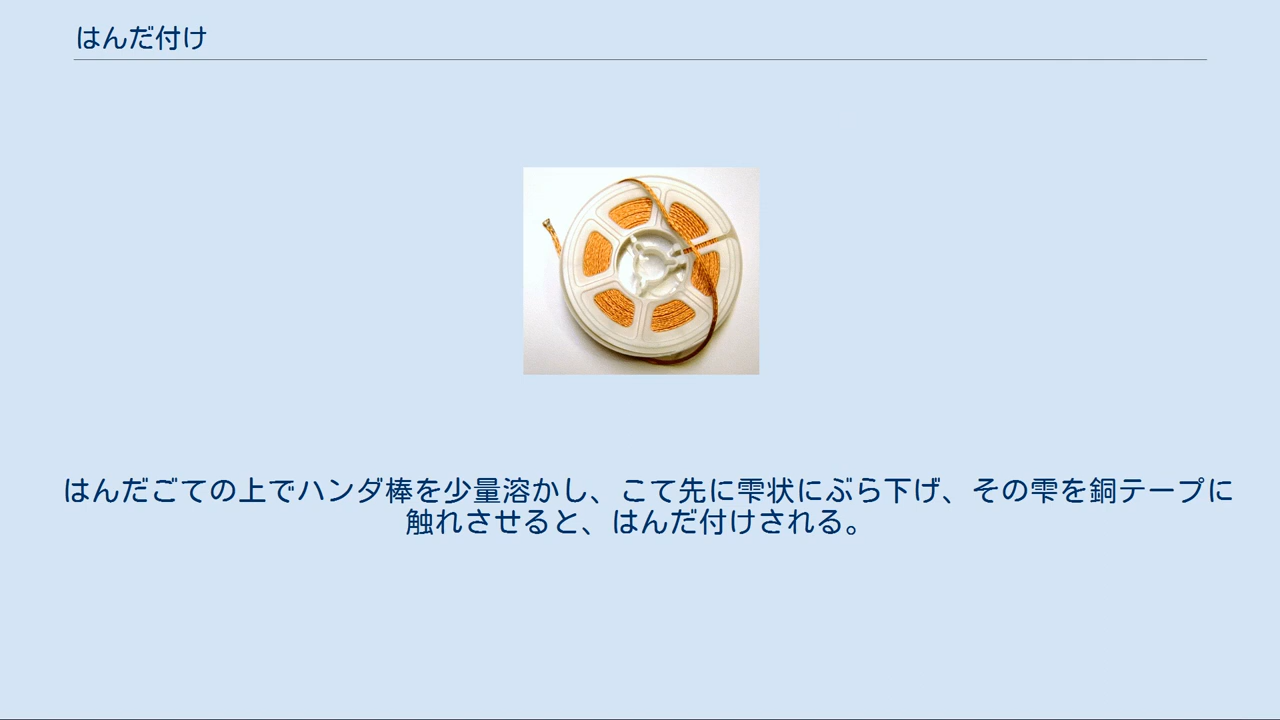 はんだ付け
はんだごての上でハンダ棒を少量溶かし、こて先に雫状にぶら下げ、その雫を銅テープに
触れさせると、はんだ付けされる。